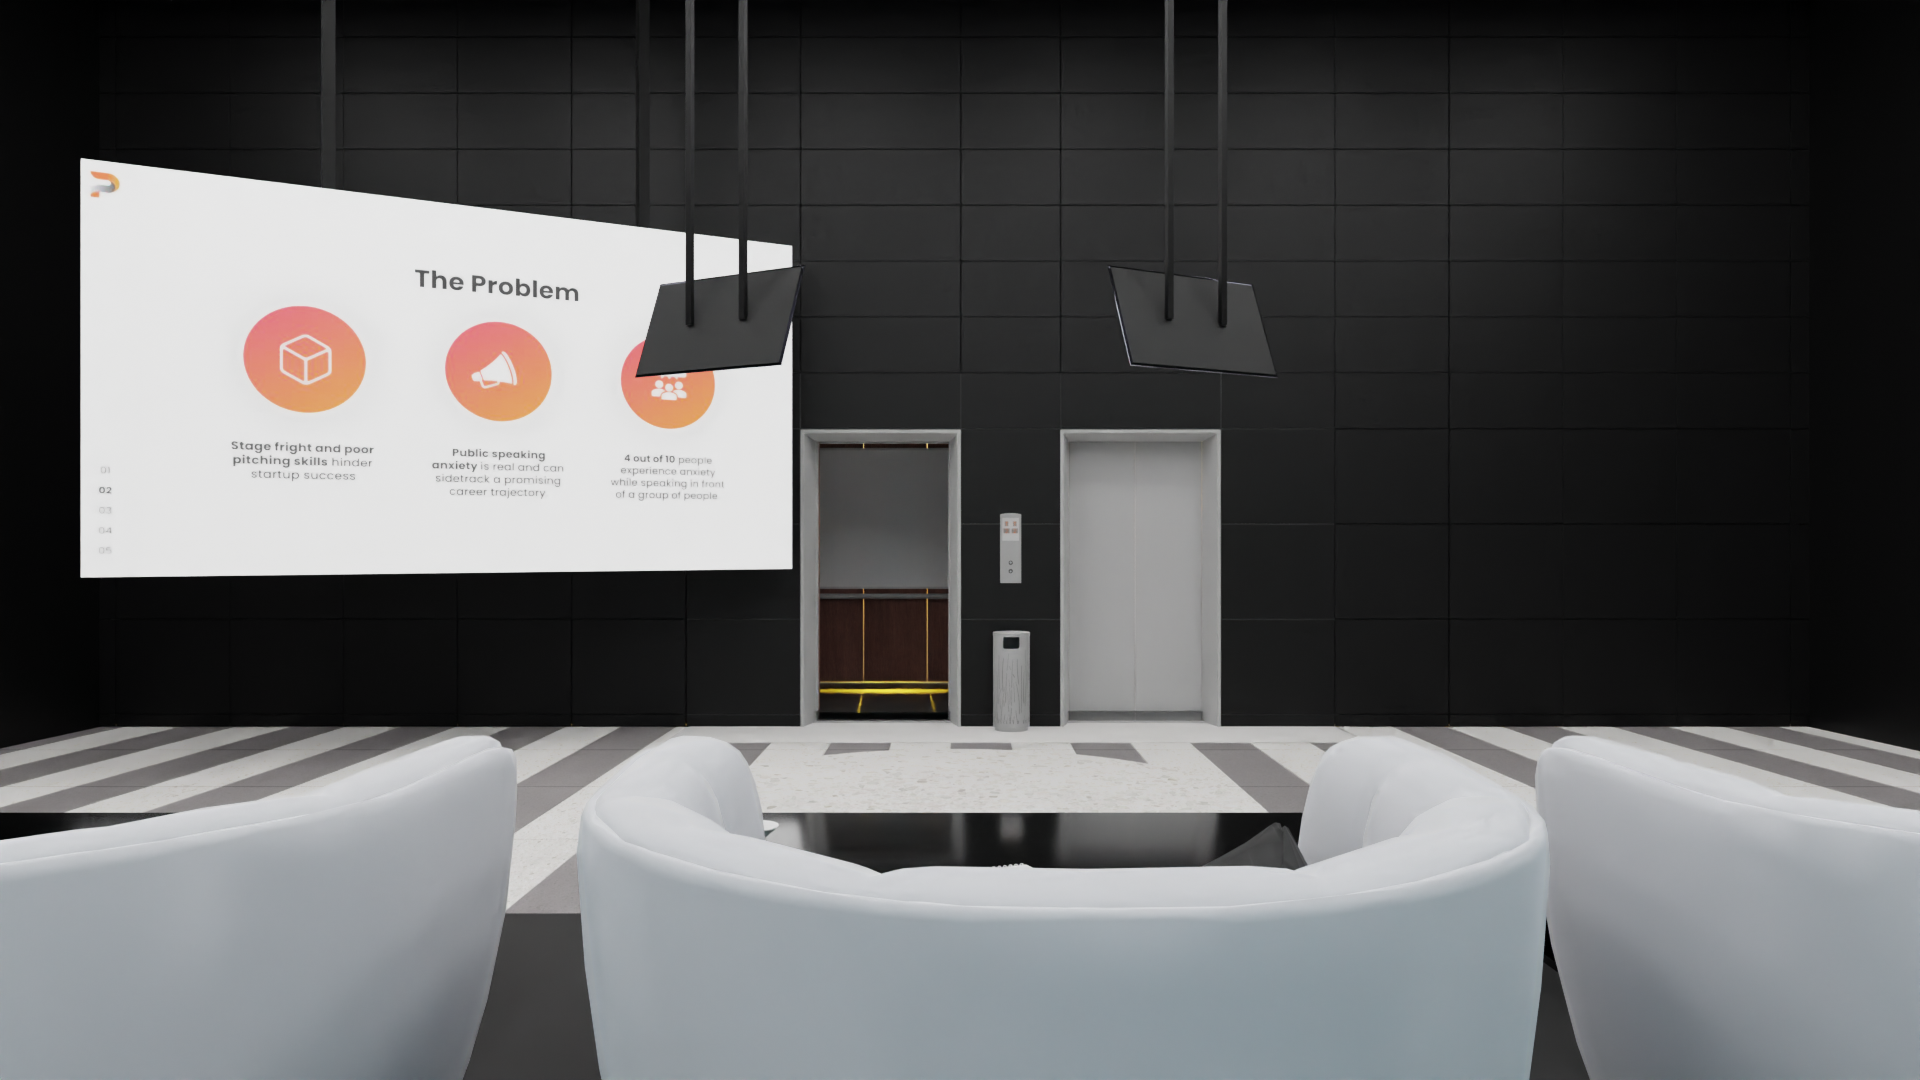 The Problem
Stage fright and poor
pitching skills hinder
startup success
Public speaking
anxiety is real and can
sidetrack a promising
career trajectory
4 out of 10 people
experience anxiety
while speaking in front
of a group of people
01
02
03
04
05